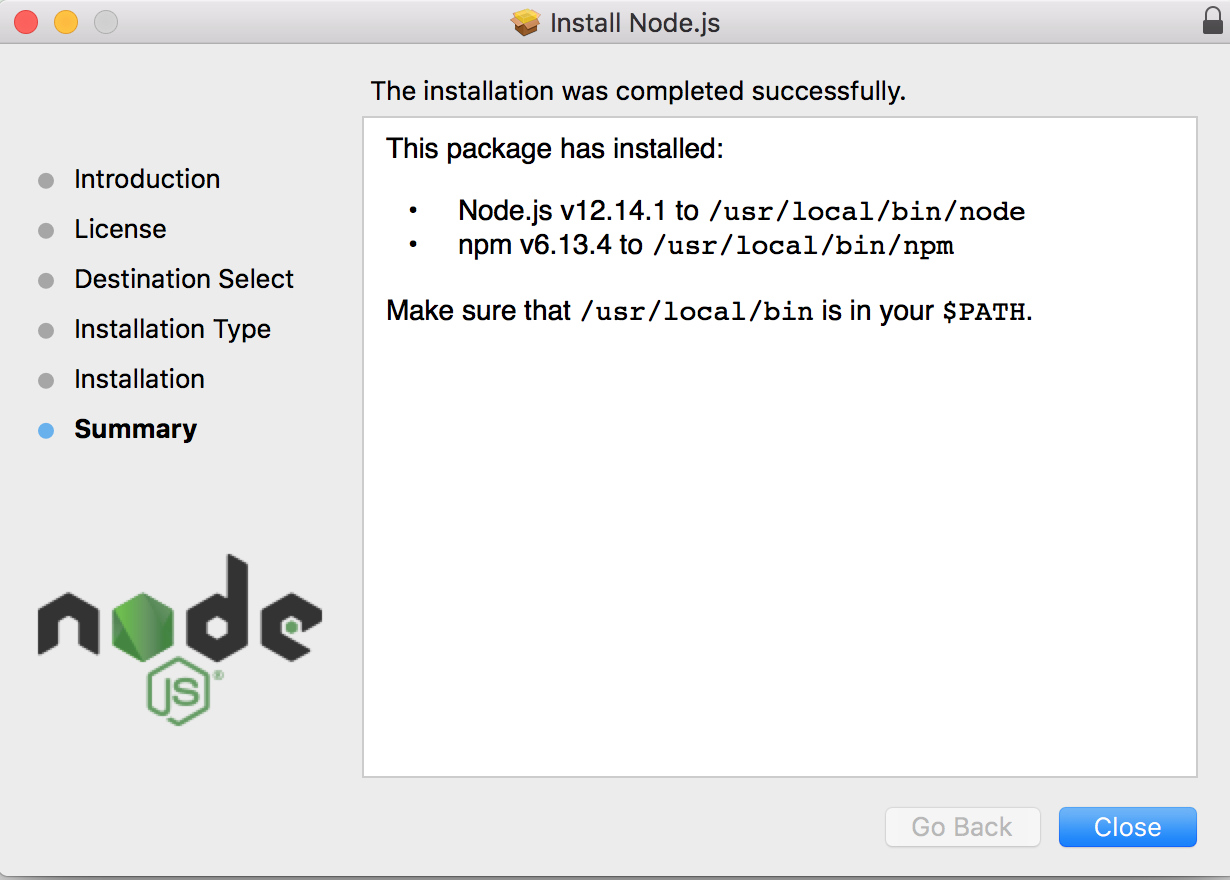 Install Node.js
The installation was completed successfully.
Introduction
License
Destination Select
Installation Type
Installation
Summary
This package has installed:
• Node.js v12.14.1 to /usr/local/bin/node
• npm v6.13.4 to /usr/local/bin/npm
Make sure that /usr/local/bin is in your $PATH.
node
JS®
Go Back
Close